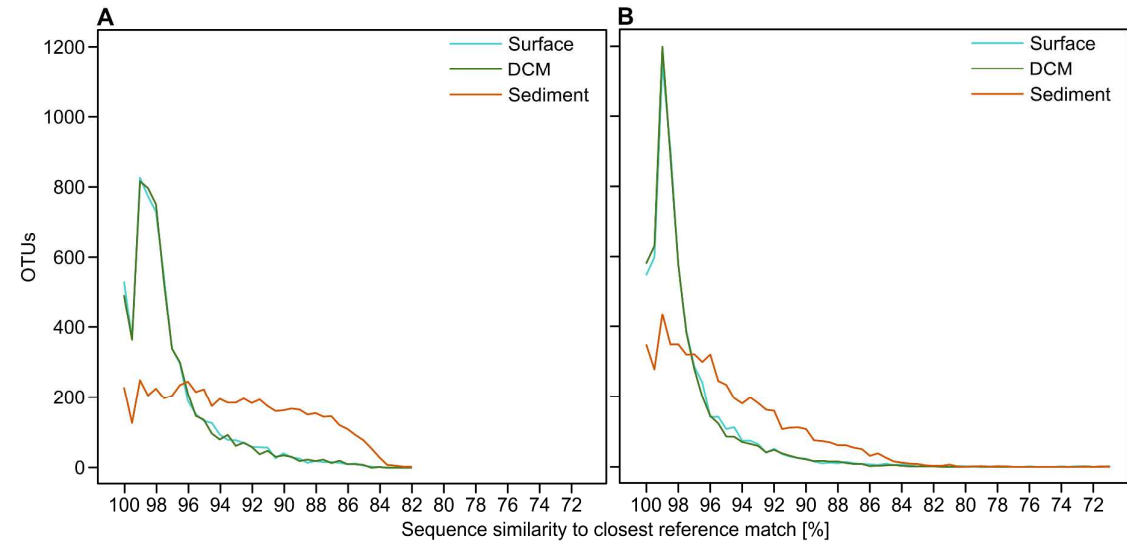 A
B
Surface
DCM
Sediment
Surface
DCM
Sediment
OTUs
1200
1000
800
600
400
200
0
100 98 96 94 92 90 88 86 84 82 80 78 76 74 72
100 98 96 94 92 90 88 86 84 82 80 78 76 74 72
Sequence similarity to closest reference match [%]